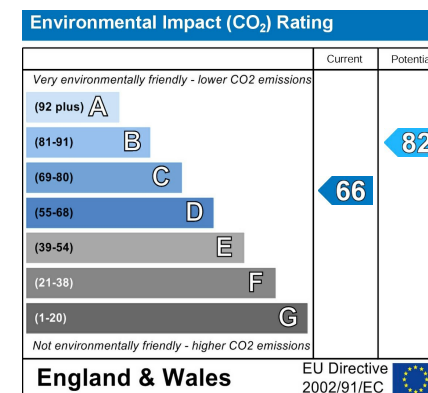 Environmental Impact (CO₂) Rating
Current
Potentia
Very environmentally friendly - lower CO2 emissions
(92 plus) A
(81-91) B
82
(69-80) C
66
(55-68) D
(39-54) E
(21-38) F
(1-20) G
Not environmentally friendly - higher CO2 emissions
England & Wales
EU Directive
2002/91/EC